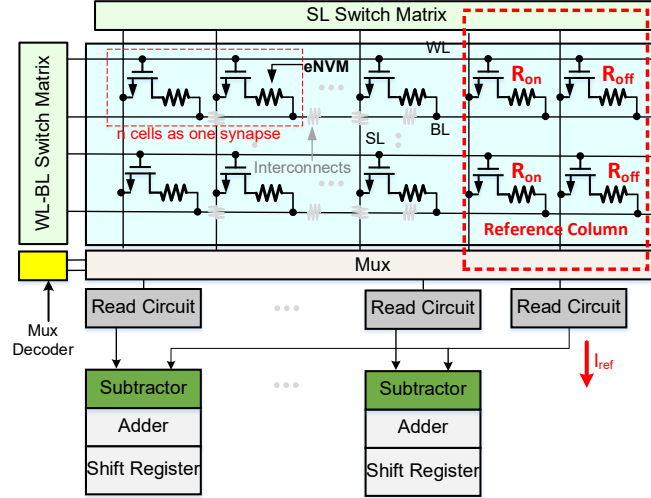 SL Switch Matrix
WL-BL Switch Matrix
WL
eNVM
Ron
Roff
n cells as one synapse
SL
BL
Interconnects
Ron
Roff
Reference Column
Mux
Mux
Decoder
Read Circuit
Read Circuit
Read Circuit
Iref
Subtractor
Subtractor
Adder
Adder
Shift Register
Shift Register